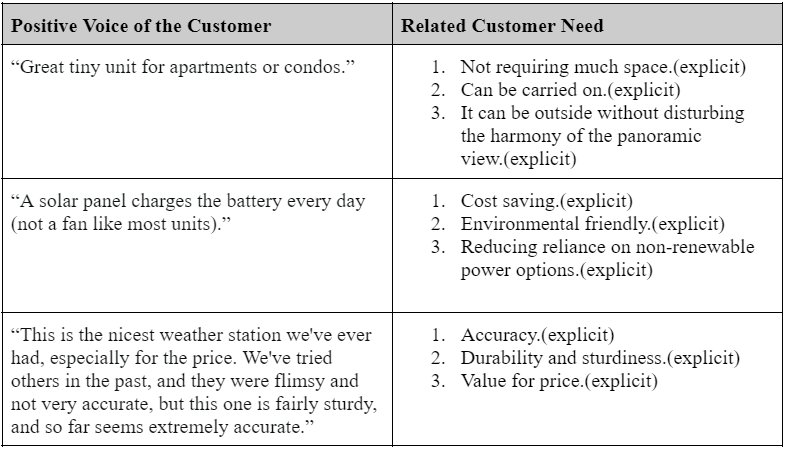 Positive Voice of the Customer
Related Customer Need
“Great tiny unit for apartments or condos.”
1. Not requiring much space.(explicit)
2. Can be carried on.(explicit)
3. It can be outside without disturbing
the harmony of the panoramic
view.(explicit)
“A solar panel charges the battery every day
(not a fan like most units).”
1. Cost saving.(explicit)
2. Environmental friendly.(explicit)
3. Reducing reliance on non-renewable
power options.(explicit)
“This is the nicest weather station we've ever
had, especially for the price. We've tried
others in the past, and they were flimsy and
not very accurate, but this one is fairly sturdy,
and so far seems extremely accurate.”
1. Accuracy.(explicit)
2. Durability and sturdiness.(explicit)
3. Value for price.(explicit)